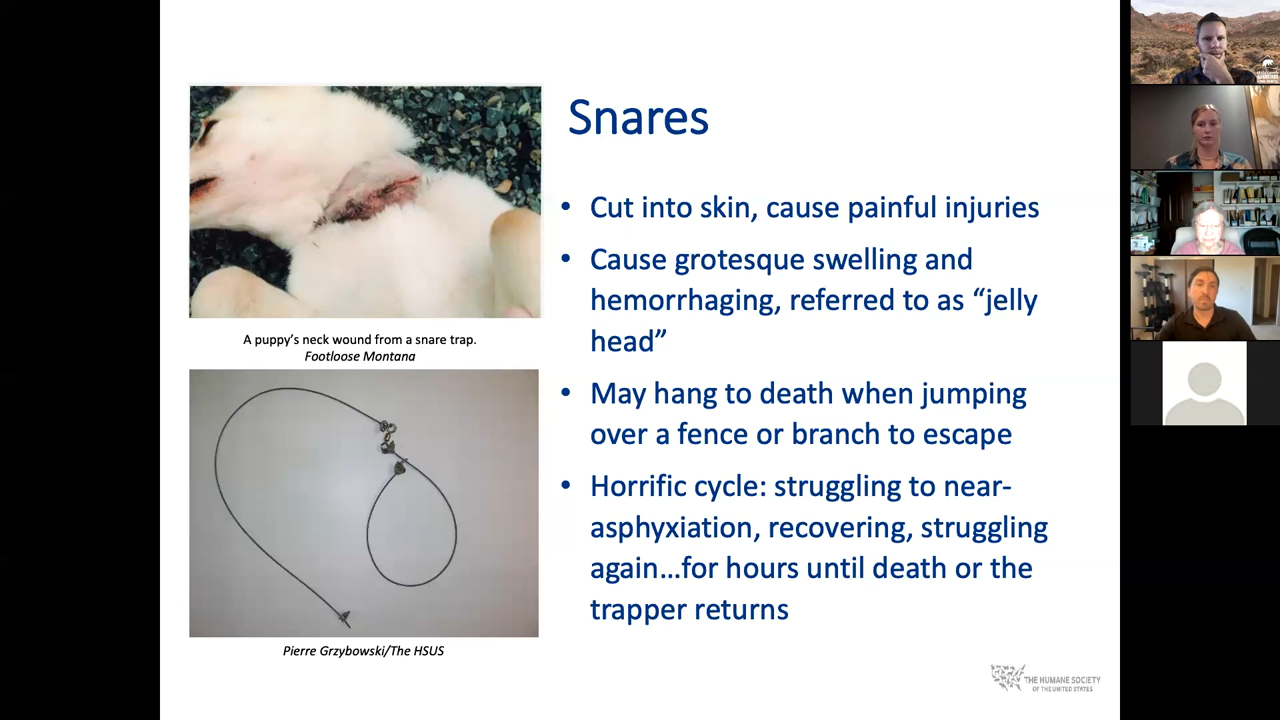 Snares
• Cut into skin, cause painful injuries
• Cause grotesque swelling and
hemorrhaging, referred to as “jelly
head”
• May hang to death when jumping
over a fence or branch to escape
• Horrific cycle: struggling to near-
asphyxiation, recovering, struggling
again…for hours until death or the
trapper returns
A puppy’s neck wound from a snare trap.
Footloose Montana
Pierre Grzybowski/The HSUS
THE HUMANE SOCIETY
OF THE UNITED STATES